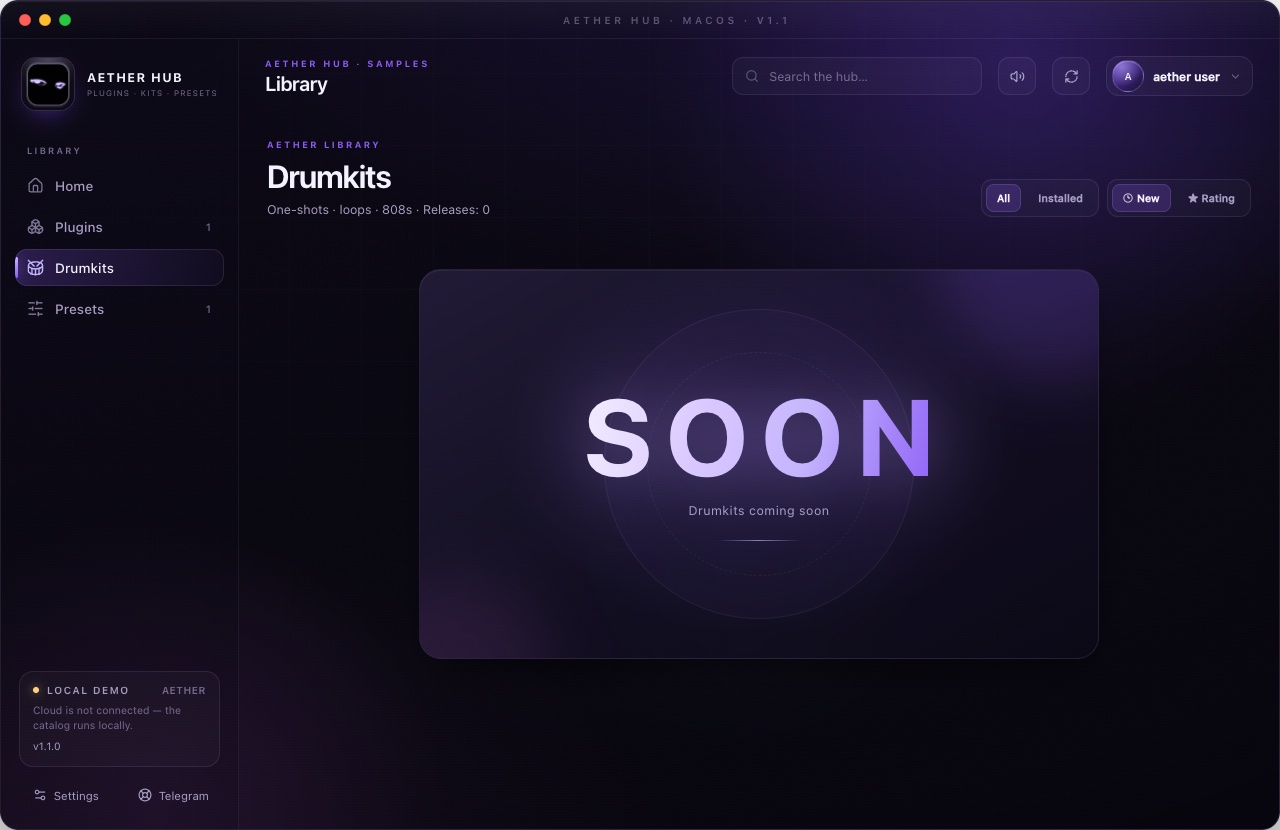 AETHER HUB · MACOS · V1.1
AETHER HUB
PLUGINS · KITS · PRESETS
LIBRARY
Home
Plugins 1
Drumkits
Presets 1
LOCAL DEMO AETHER
Cloud is not connected — the
catalog runs locally.
v1.1.0
Settings Telegram
AETHER HUB · SAMPLES
Library
Search the hub...
A aether user
AETHER LIBRARY
Drumkits
One-shots · loops · 808s · Releases: 0
All Installed New Rating
SOON
Drumkits coming soon